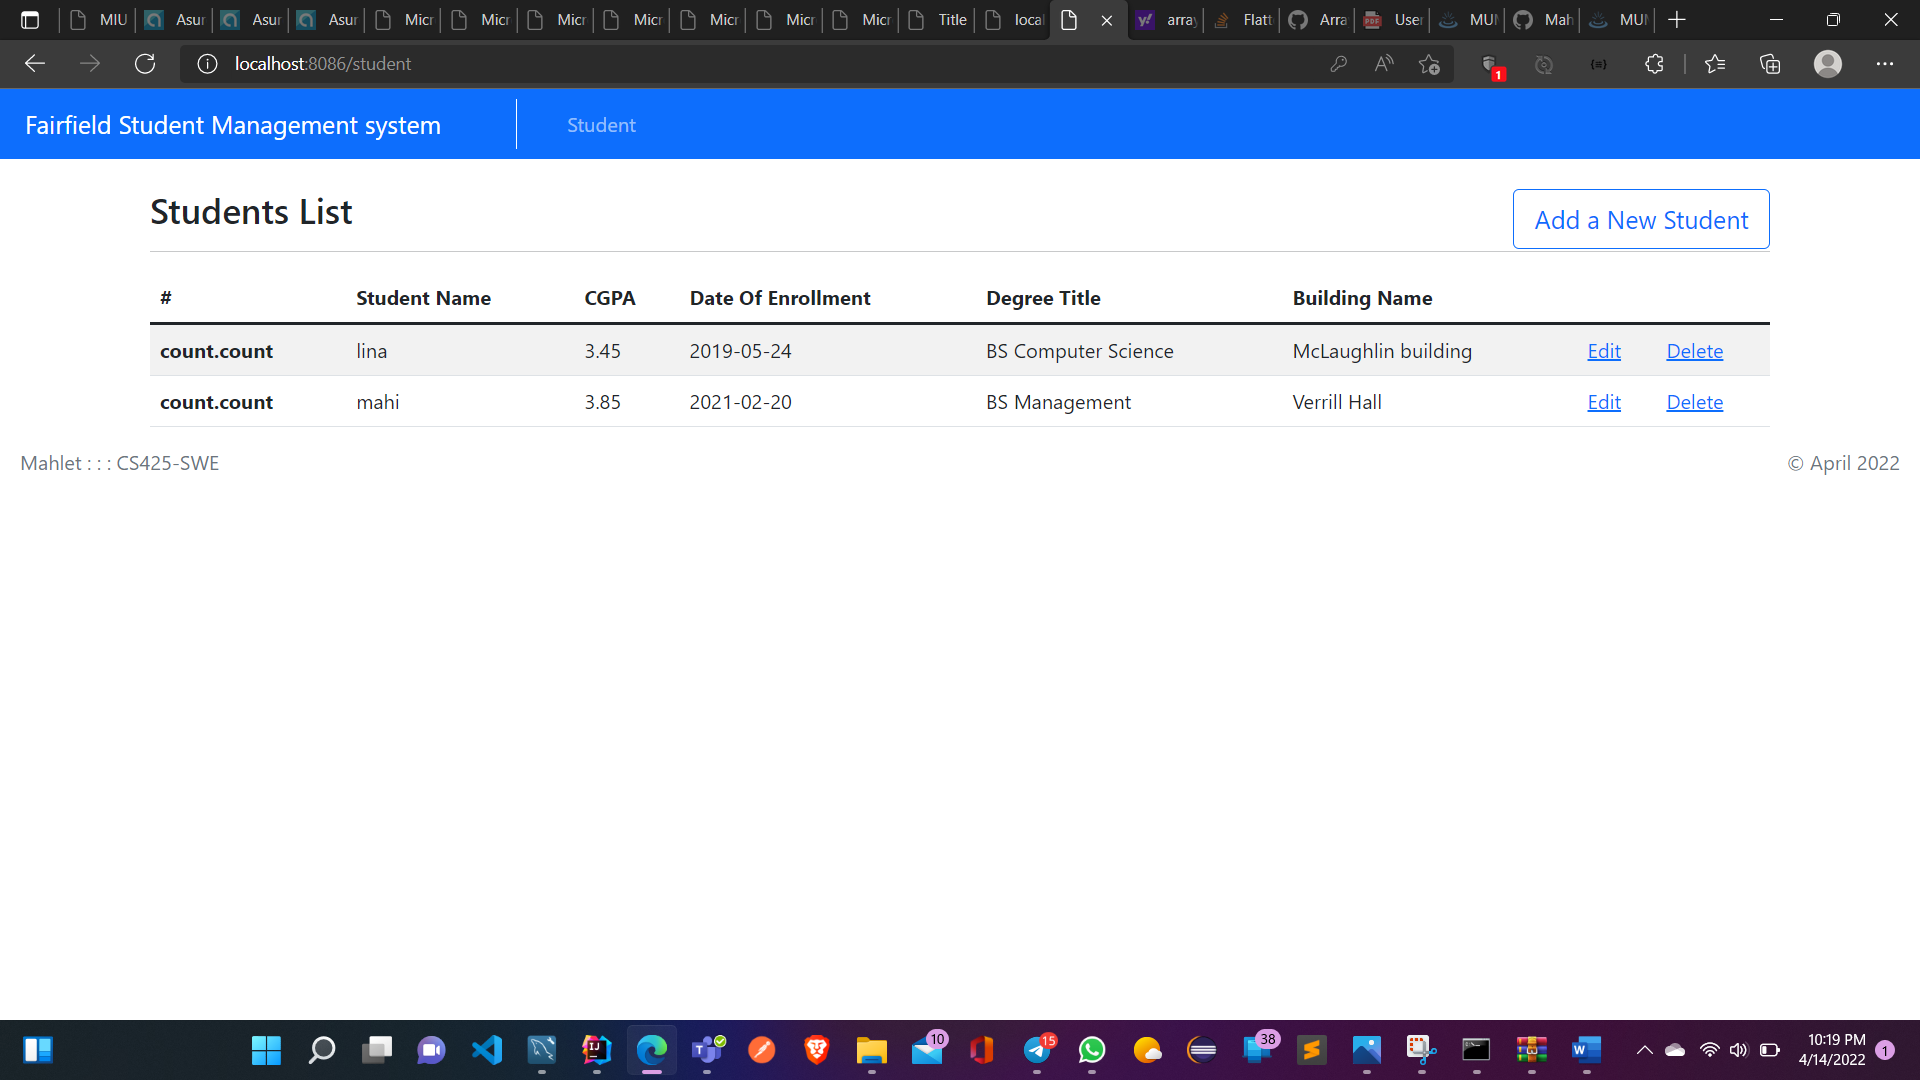 MIU Asur Asur Asur Micr Micr Micr Micr Micr Micr Micr Title local array Flatt Arra User MUM Mah MUM
localhost:8086/student
1
Fairfield Student Management system Student
Students List Add a New Student
# Student Name CGPA Date Of Enrollment Degree Title Building Name
count.count lina 3.45 2019-05-24 BS Computer Science McLaughlin building Edit Delete
count.count mahi 3.85 2021-02-20 BS Management Verrill Hall Edit Delete
Mahlet : : : CS425-SWE © April 2022
10 15 38
10:19 PM
4/14/2022 1